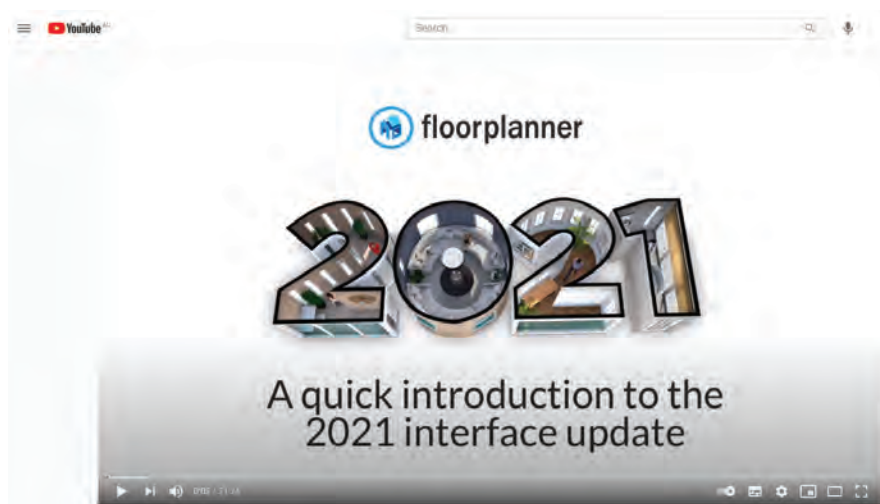 YouTube
Search
floorplanner
2021
A quick introduction to the
2021 interface update